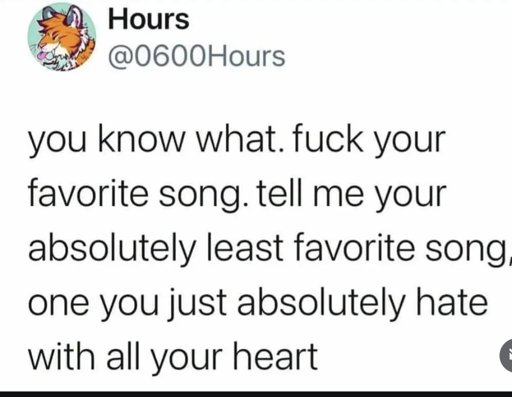 Hours
@0600Hours
you know what. fuck your
favorite song. tell me your
absolutely least favorite song,
one you just absolutely hate
with all your heart